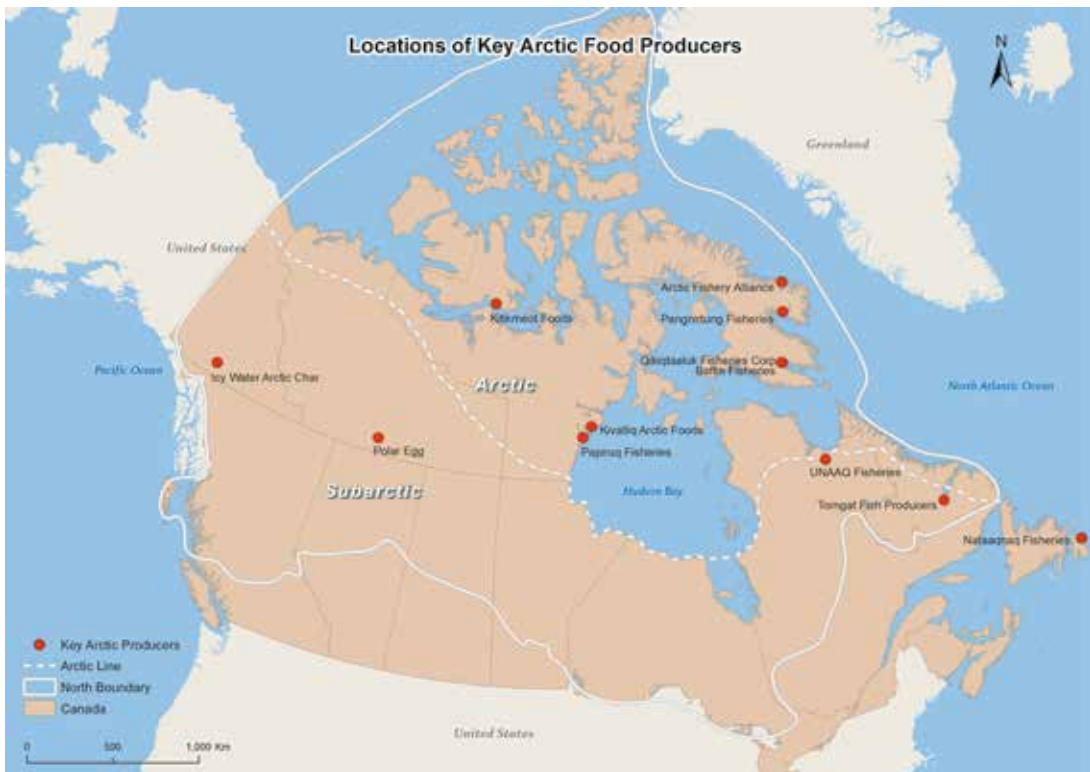 Locations of Key Arctic Food Producers
N
Greenland
United States
Arctic Fishery Alliance
Kitikmeot Foods
Pangnirtung Fisheries
Pacific Ocean
Icy Water Arctic Char
Qikiqtaaluk Fisheries Corp
Baffin Fisheries
Arctic
North Atlantic Ocean
Kivalliq Arctic Foods
Polar Egg
Papiruq Fisheries
UNAAQ Fisheries
Subarctic
Hudson Bay
Torngat Fish Producers
Nataaqnaq Fisheries
Key Arctic Producers
Arctic Line
North Boundary
Canada
United States
0 500 1,000 Km